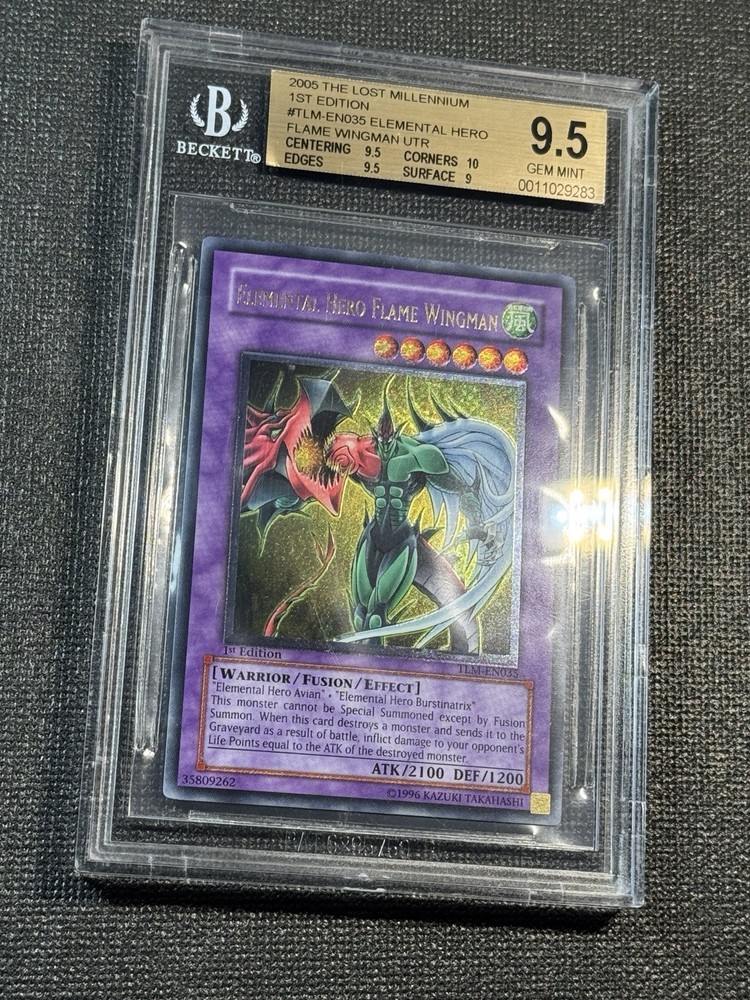 B
BECKETT®
2005 THE LOST MILLENNIUM
1ST EDITION
#TLM-EN035 ELEMENTAL HERO
FLAME WINGMAN UTR
CENTERING 9.5 CORNERS 10
EDGES 9.5 SURFACE 9
9.5
GEM MINT
0011029283
ELEMENTAL HERO FLAME WINGMAN
風
1st Edition
TLM-EN035
[WARRIOR/FUSION/EFFECT]
"Elemental Hero Avian" + "Elemental Hero Burstinatrix"
This monster cannot be Special Summoned except by Fusion
Summon. When this card destroys a monster and sends it to the
Graveyard as a result of battle, inflict damage to your opponent's
Life Points equal to the ATK of the destroyed monster.
ATK/2100 DEF/1200
35809262
©1996 KAZUKI TAKAHASHI